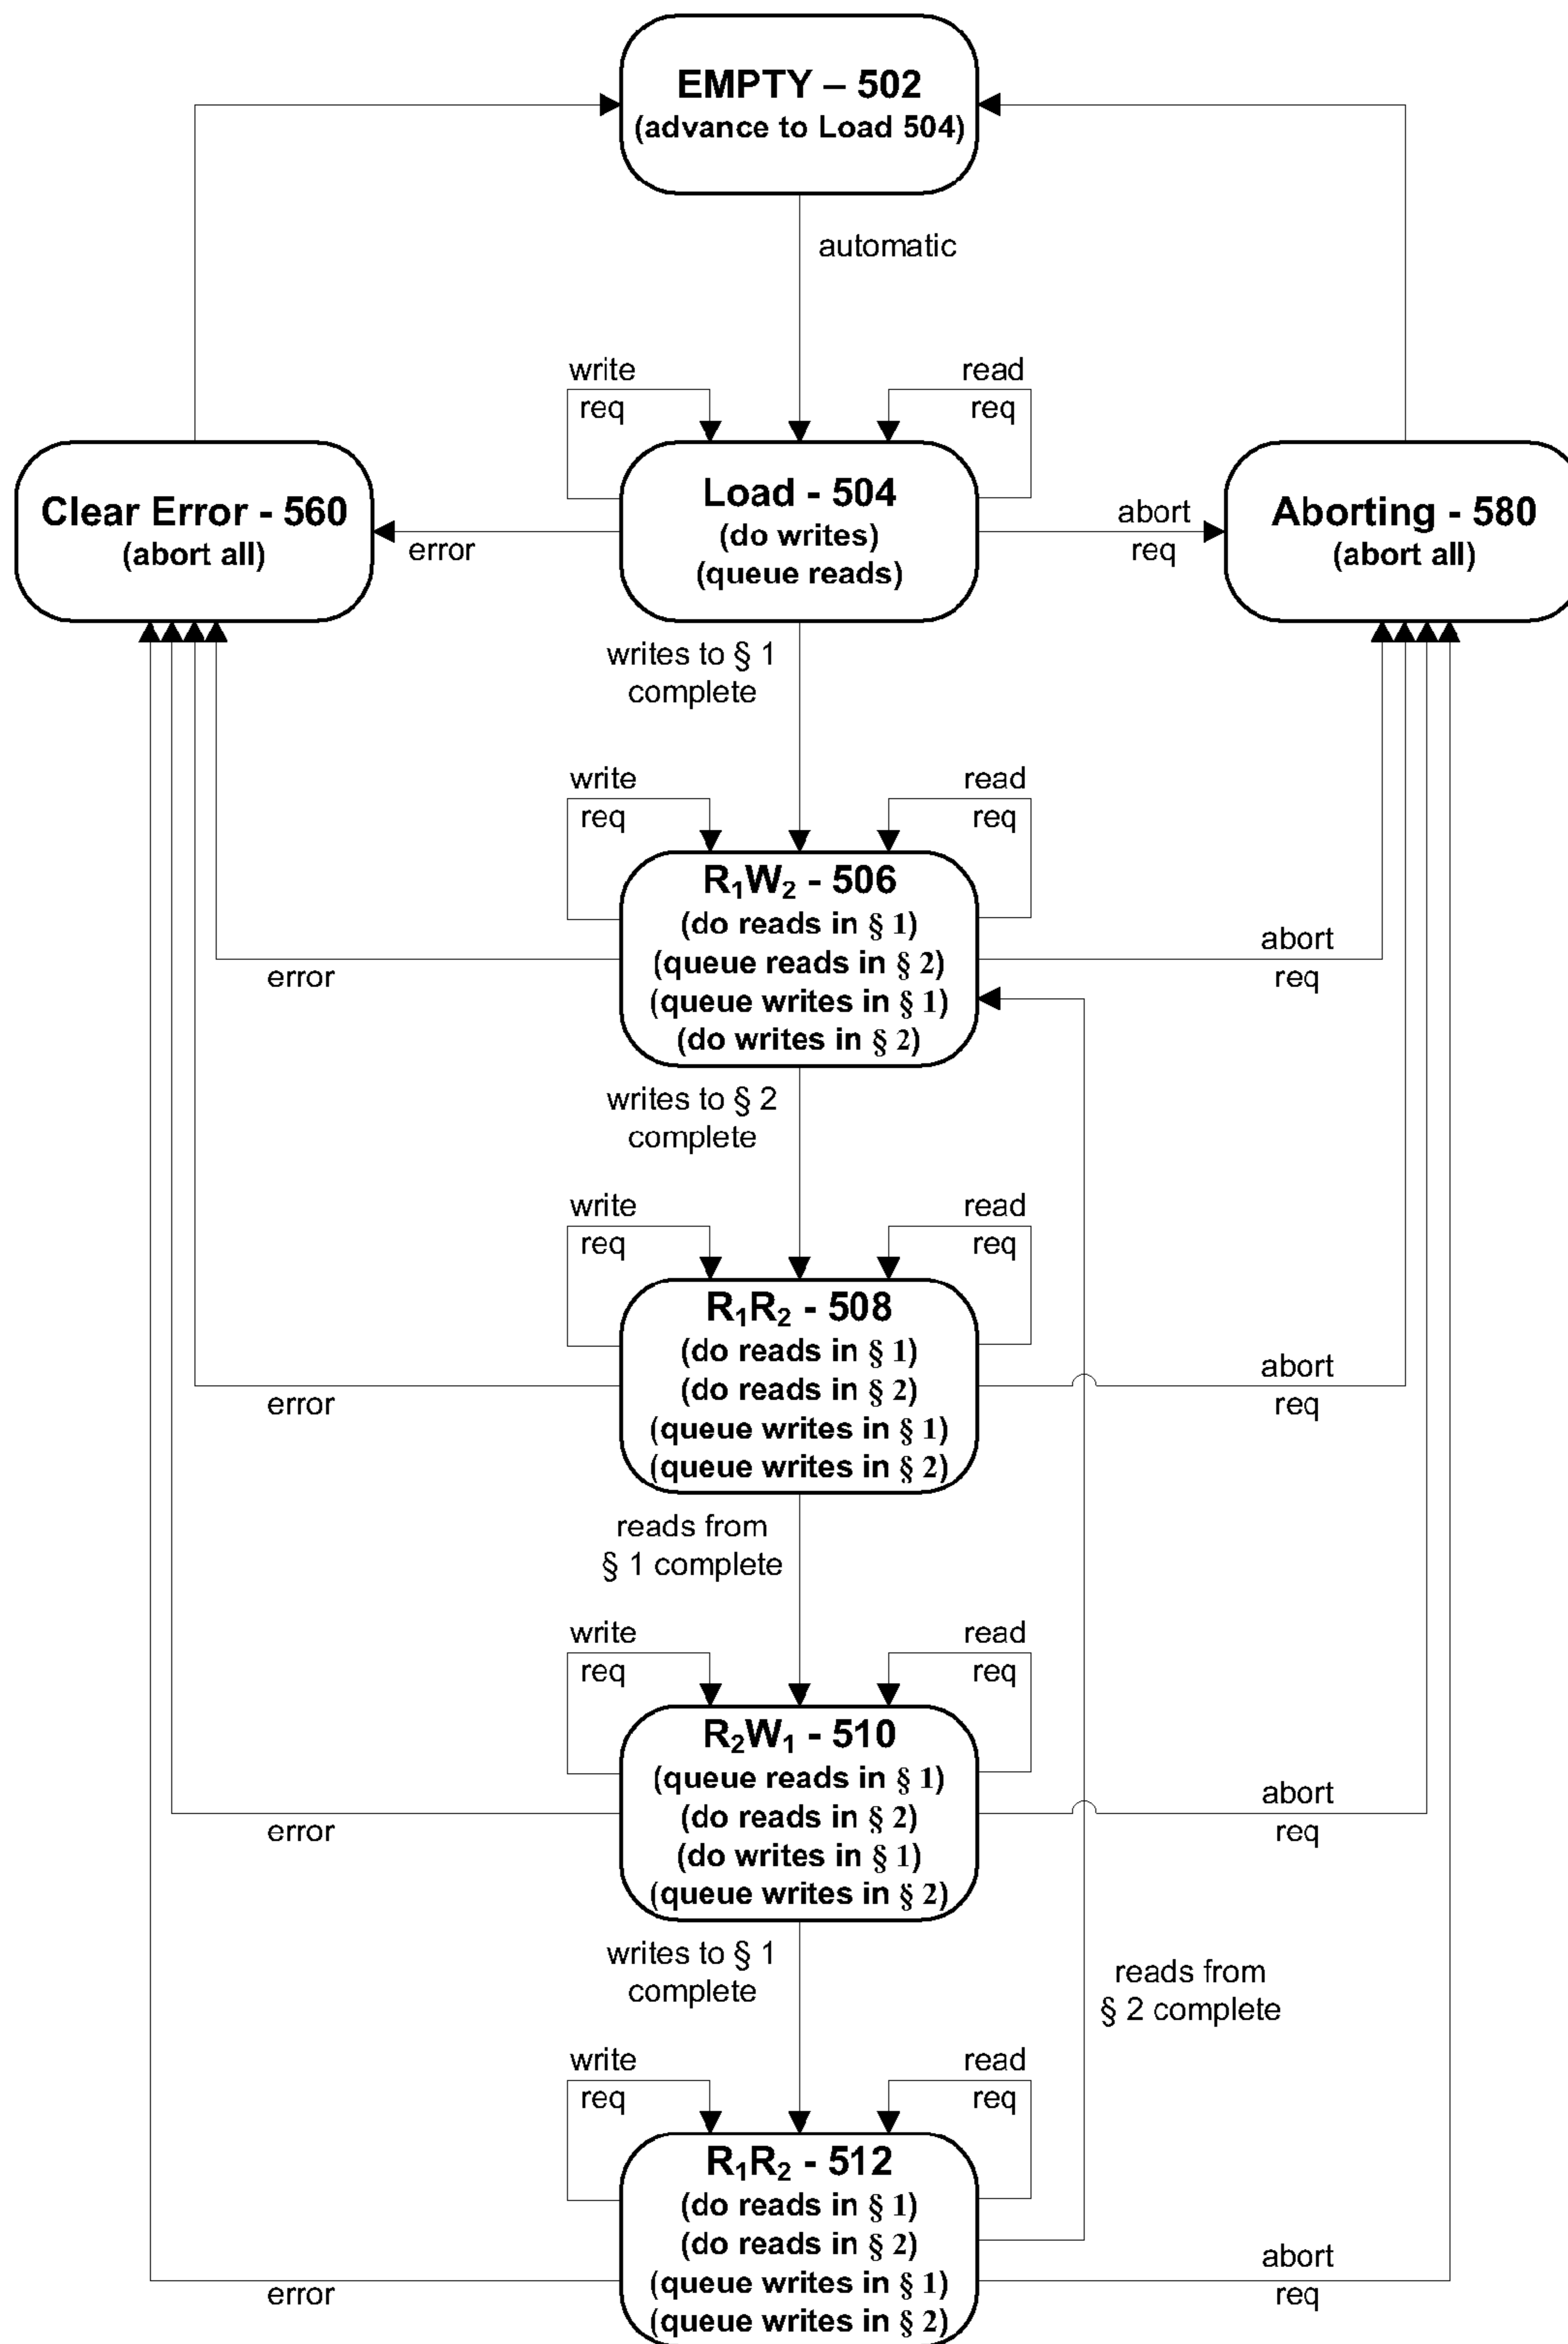 EMPTY – 502
(advance to Load 504)
automatic
write
req
read
req
Clear Error - 560
(abort all)
error
Load - 504
(do writes)
(queue reads)
abort
req
Aborting - 580
(abort all)
writes to § 1
complete
write
req
read
req
R₁W₂ - 506
(do reads in § 1)
(queue reads in § 2)
(queue writes in § 1)
(do writes in § 2)
error
abort
req
writes to § 2
complete
write
req
read
req
R₁R₂ - 508
(do reads in § 1)
(do reads in § 2)
(queue writes in § 1)
(queue writes in § 2)
error
abort
req
reads from
§ 1 complete
write
req
read
req
R₂W₁ - 510
(queue reads in § 1)
(do reads in § 2)
(do writes in § 1)
(queue writes in § 2)
error
abort
req
writes to § 1
complete
reads from
§ 2 complete
write
req
read
req
R₁R₂ - 512
(do reads in § 1)
(do reads in § 2)
(queue writes in § 1)
(queue writes in § 2)
error
abort
req